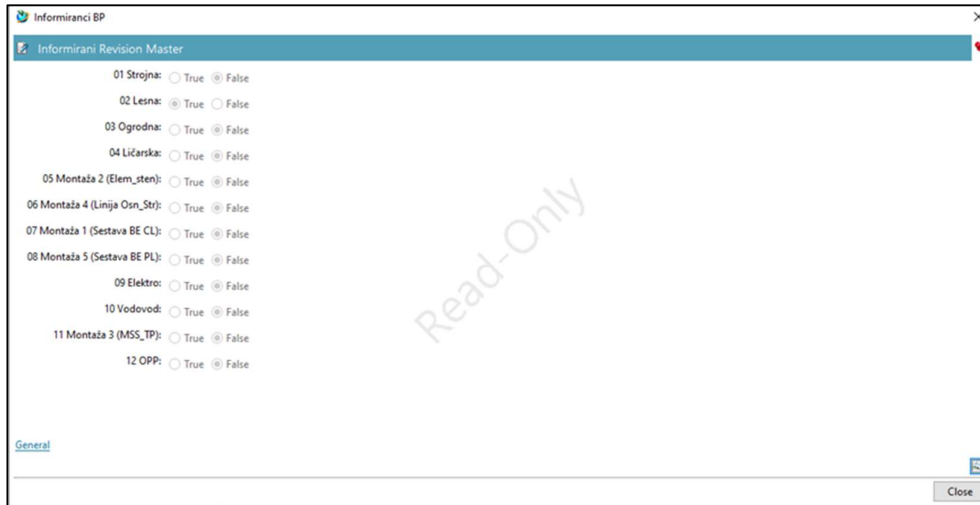 Informiranci BP
Informirani Revision Master
01 Strojna: True False
02 Lesna: True False
03 Ogrodna: True False
04 Ličarska: True False
05 Montaža 2 (Elem_sten): True False
06 Montaža 4 (Linija Osn_Str): True False
07 Montaža 1 (Sestava BE CL): True False
08 Montaža 5 (Sestava BE PL): True False
09 Elektro: True False
10 Vodovod: True False
11 Montaža 3 (MSS_TP): True False
12 OPP: True False
Read-Only
General
Close